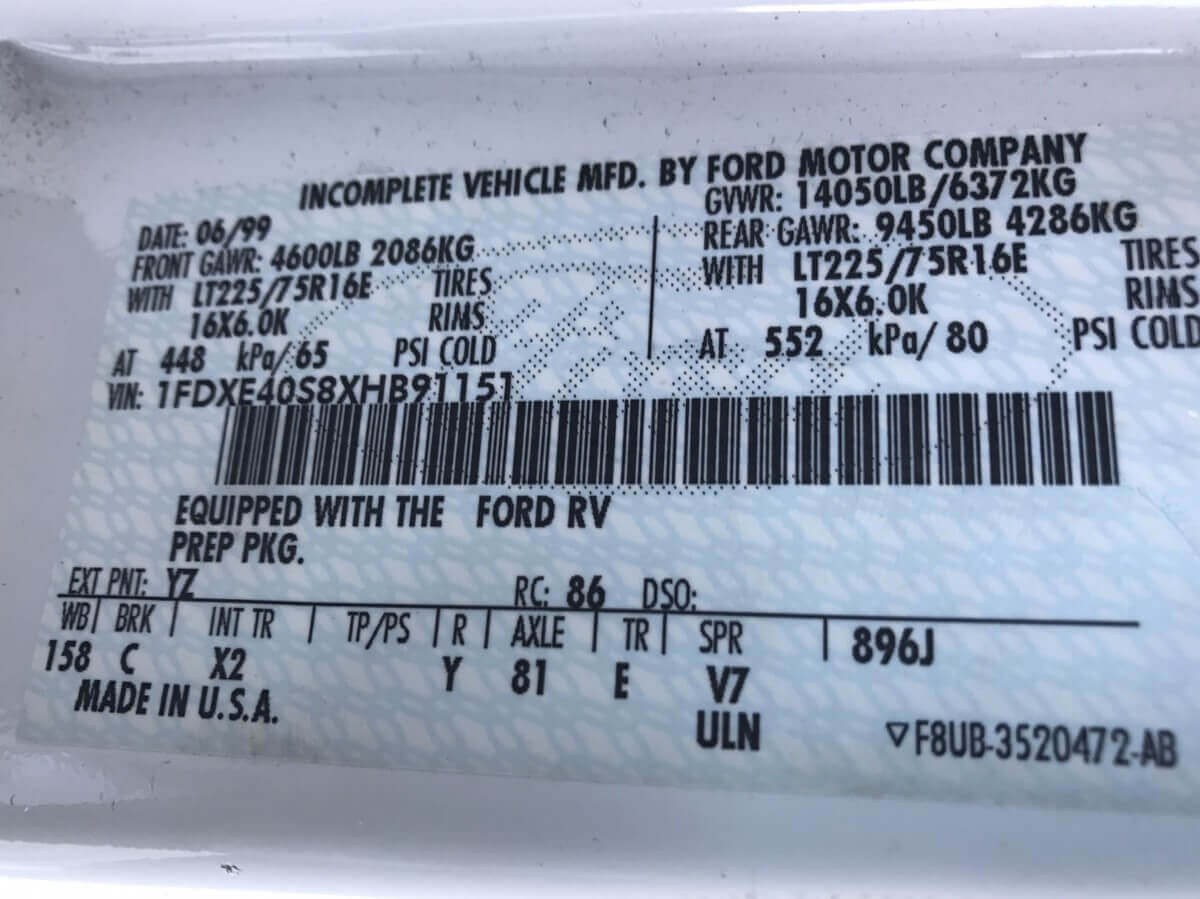 INCOMPLETE VEHICLE MFD. BY FORD MOTOR COMPANY
DATE: 06/99 GVWR: 14050LB/6372KG
FRONT GAWR: 4600LB 2086KG REAR GAWR: 9450LB 4286KG
WITH LT225/75R16E TIRES WITH LT225/75R16E TIRES
16X6.0K RIMS 16X6.0K RIMS
AT 448 kPa/65 PSI COLD AT 552 kPa/80 PSI COLD
VIN: 1FDXE40S8XHB91151
EQUIPPED WITH THE FORD RV
PREP PKG.
EXT PNT: YZ RC: 86 DSO:
WB BRK INT TR TP/PS R AXLE TR SPR 896J
158 C X2 Y 81 E V7
MADE IN U.S.A. ULN ▽F8UB-3520472-AB